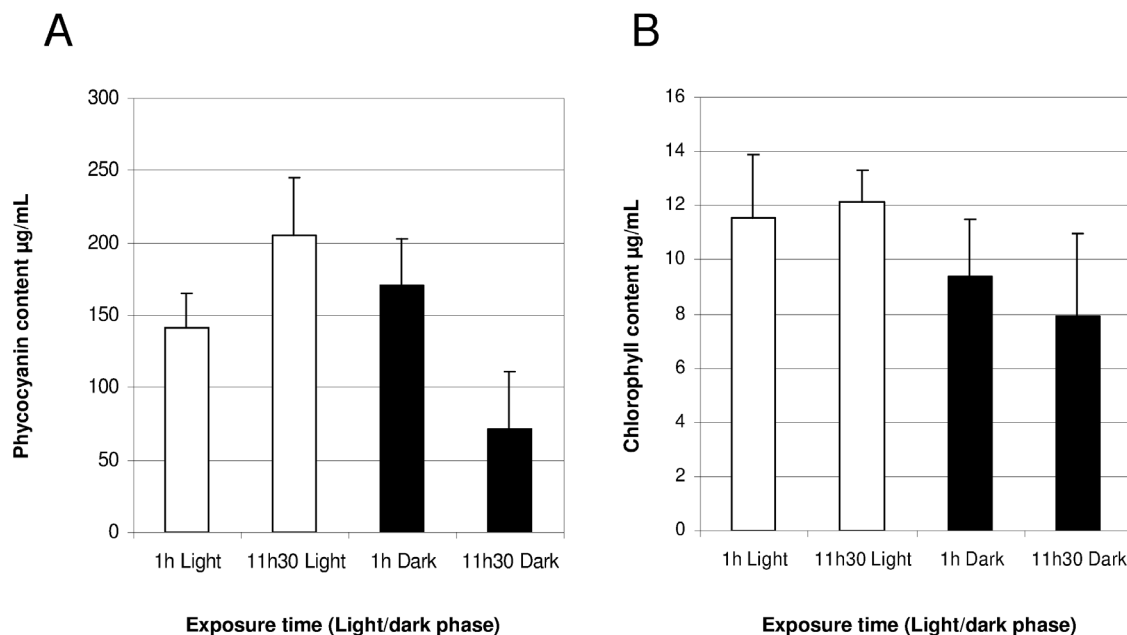 A
Phycocyanin content µg/mL
300
250
200
150
100
50
0
1h Light 11h30 Light 1h Dark 11h30 Dark
Exposure time (Light/dark phase)
B
Chlorophyll content µg/mL
16
14
12
10
8
6
4
2
0
1h Light 11h30 Light 1h Dark 11h30 Dark
Exposure time (Light/dark phase)